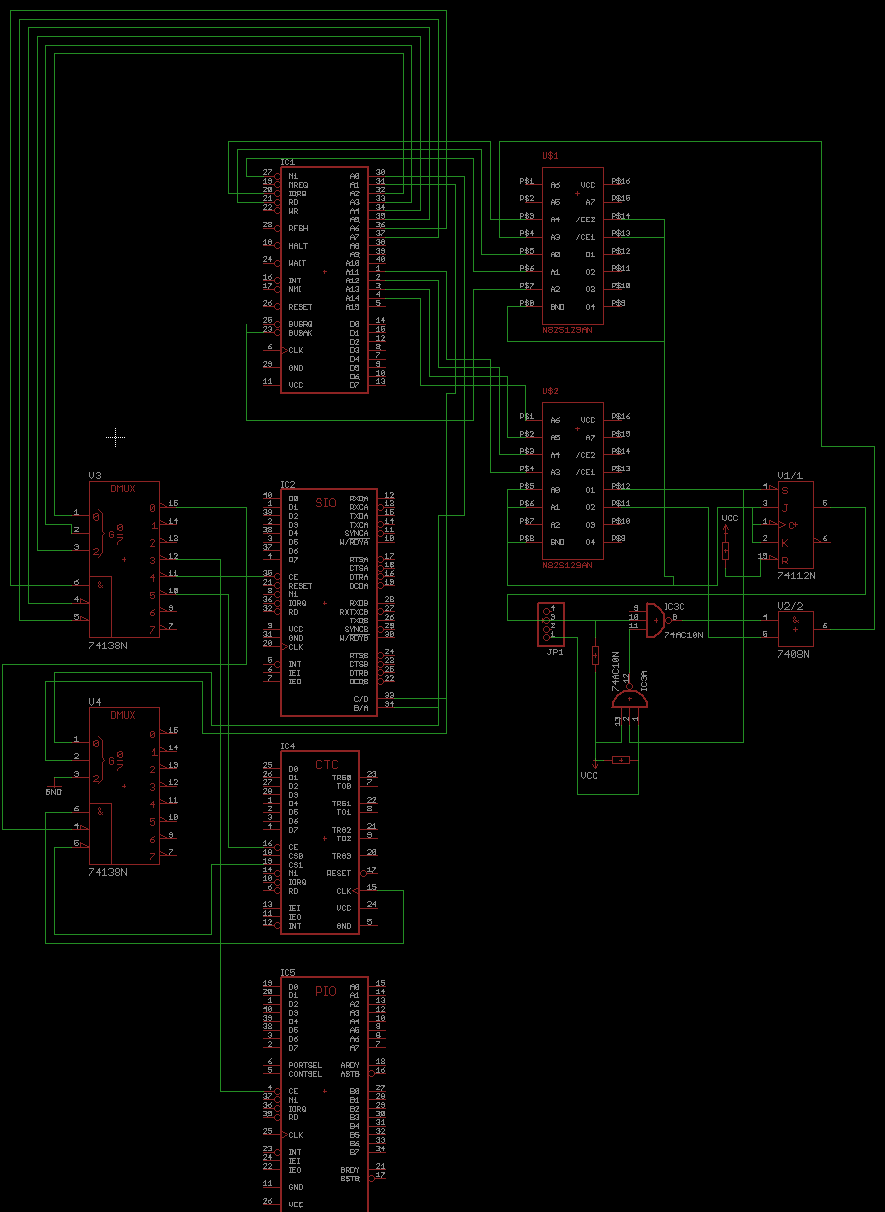 U$1
IC1
27 M1 A0 30
19 MREQ A1 31
20 IORQ A2 32
21 RD A3 33
22 WR A4 34
A5 35
28 RFSH A6 36
A7 37
18 HALT A8 38
A9 39
24 WAIT A10 40
A11 1
16 INT A12 2
17 NMI A13 3
A14 4
26 RESET A15 5
25 BUSRQ D0 14
23 BUSAK D1 15
D2 12
6 CLK D3 8
D4 7
29 GND D5 9
D6 10
11 VCC D7 13
P$1 A6 VCC P$16
P$2 A5 A7 P$15
P$3 A4 /CE2 P$14
P$4 A3 /CE1 P$13
P$5 A0 O1 P$12
P$6 A1 O2 P$11
P$7 A2 O3 P$10
P$8 GND O4 P$9
N82S129AN
U$2
P$1 A6 VCC P$16
P$2 A5 A7 P$15
P$3 A4 /CE2 P$14
P$4 A3 /CE1 P$13
P$5 A0 O1 P$12
P$6 A1 O2 P$11
P$7 A2 O3 P$10
P$8 GND O4 P$9
N82S129AN
V3
DMUX
1 0 0 15
2 G 0 7 1 14
3 2 2 13
3 12
6 & 4 11
4 5 10
5 6 9
7 7
74138N
IC2
SIO
40 D0 RXDA 12
1 D1 RXCA 13
39 D2 TXDA 15
2 D3 TXCA 14
38 D4 SYNCA 11
3 D5 W/RDYA 10
37 D6
4 D7 RTSA 17
CTSA 18
35 CE DTRA 16
21 RESET DCDA 19
8 M1
36 IORQ RXDB 28
32 RD RXTXCB 27
TXDB 26
9 VCC SYNCB 29
31 GND W/RDYB 30
20 CLK
RTSB 24
5 INT CTSB 23
6 IEI DTRB 25
7 IEO DCDB 22
C/D 33
B/A 34
V1/1
4 S
3 J 5
1 C+
2 K 6
15 R
74112N
VCC
V2/2
4 & 6
5 +
7408N
JP1
4
3
2
1
IC3C
9
10 8
11
74AC10N
IC3A
74AC10N
12
13 2 1
VCC
V4
DMUX
1 0 0 15
2 G 0 7 1 14
3 2 2 13
3 12
GND
6 & 4 11
4 5 10
5 6 9
7 7
74138N
IC4
CTC
25 D0 TRG0 23
26 D1 TO0 7
27 D2
28 D3 TRG1 22
1 D4 TO1 8
2 D5
3 D6 TRG2 21
4 D7 TO2 9
16 CE TRG3 20
18 CS0
19 CS1
14 M1 RESET 17
10 IORQ
6 RD CLK 15
13 IEI VCC 24
11 IEO
12 INT GND 5
IC5
PIO
19 D0 A0 15
20 D1 A1 14
1 D2 A2 13
40 D3 A3 12
39 D4 A4 10
38 D5 A5 9
3 D6 A6 8
2 D7 A7 7
6 PORTSEL ARDY 18
5 CONTSEL ASTB 16
4 CE B0 27
37 M1 B1 28
36 IORQ B2 29
35 RD B3 30
B4 31
25 CLK B5 32
B6 33
23 INT B7 34
24 IEI
22 IEO BRDY 21
BSTB 17
11 GND
26 VCC